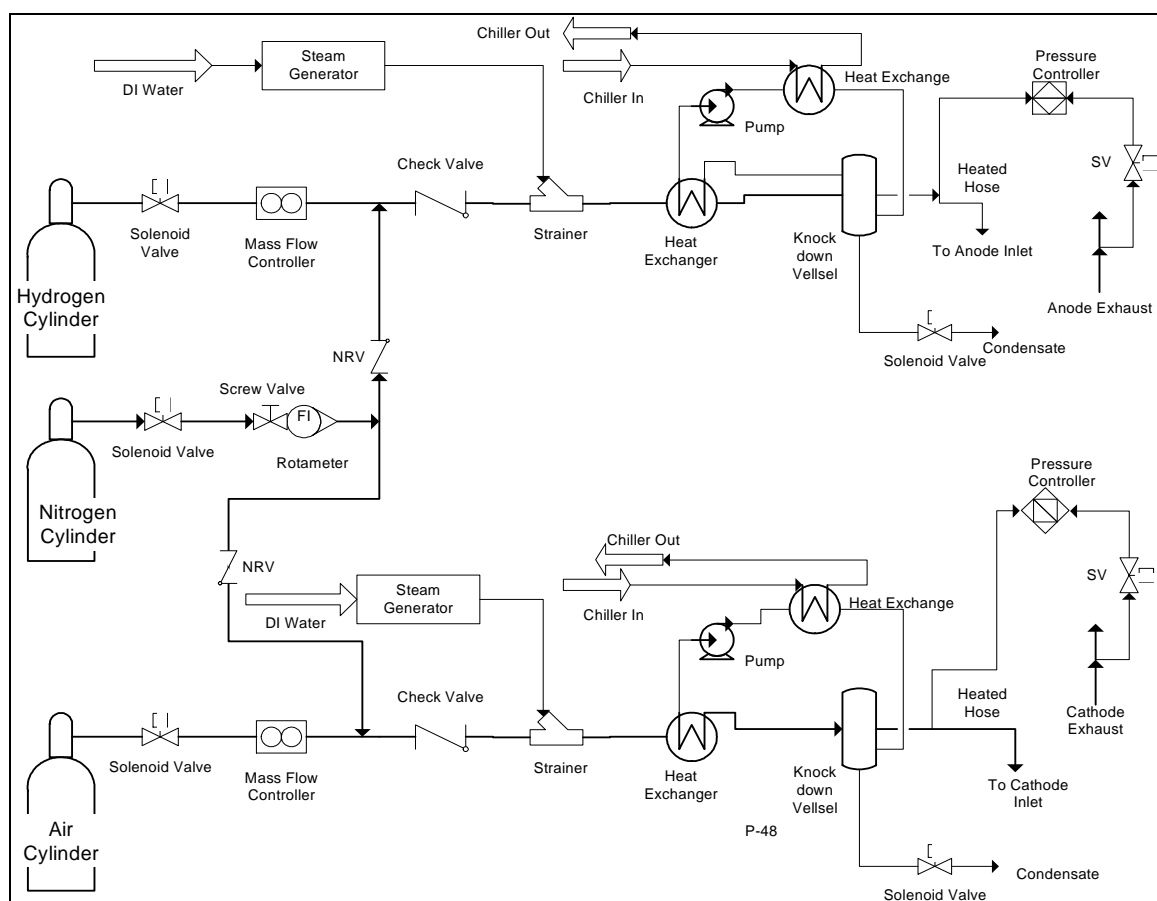 Chiller Out
Steam
Generator
DI Water
Chiller In
Heat Exchange
Pump
Pressure
Controller
SV
Check Valve
Solenoid
Valve
Mass Flow
Controller
Strainer
Heat
Exchanger
Knock
down
Vellsel
Heated
Hose
To Anode Inlet
Anode Exhaust
Hydrogen
Cylinder
NRV
Solenoid Valve
Condensate
Screw Valve
FI
Solenoid Valve
Rotameter
Nitrogen
Cylinder
Pressure
Controller
NRV
Chiller Out
Steam
Generator
DI Water
Chiller In
Heat Exchange
Pump
SV
Check Valve
Solenoid Valve
Mass Flow
Controller
Strainer
Heat
Exchanger
Knock
down
Vellsel
Heated
Hose
Cathode
Exhaust
To Cathode
Inlet
Air
Cylinder
P-48
Solenoid Valve
Condensate